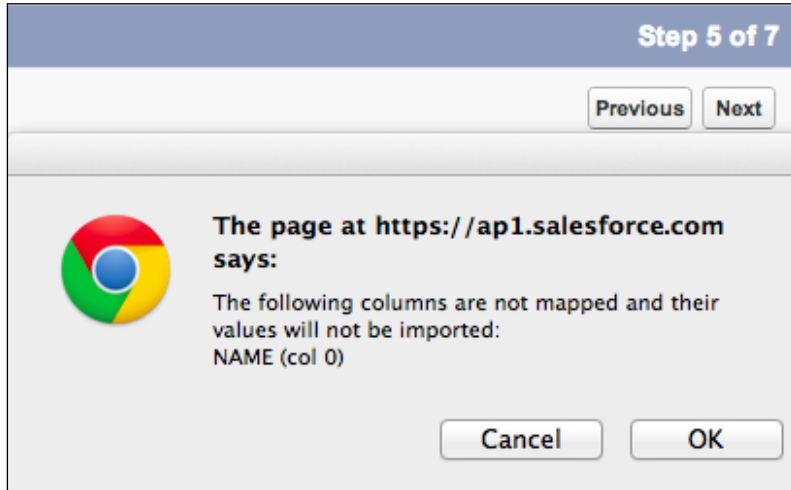 Step 5 of 7
Previous Next
The page at https://ap1.salesforce.com
says:
The following columns are not mapped and their
values will not be imported:
NAME (col 0)
Cancel OK